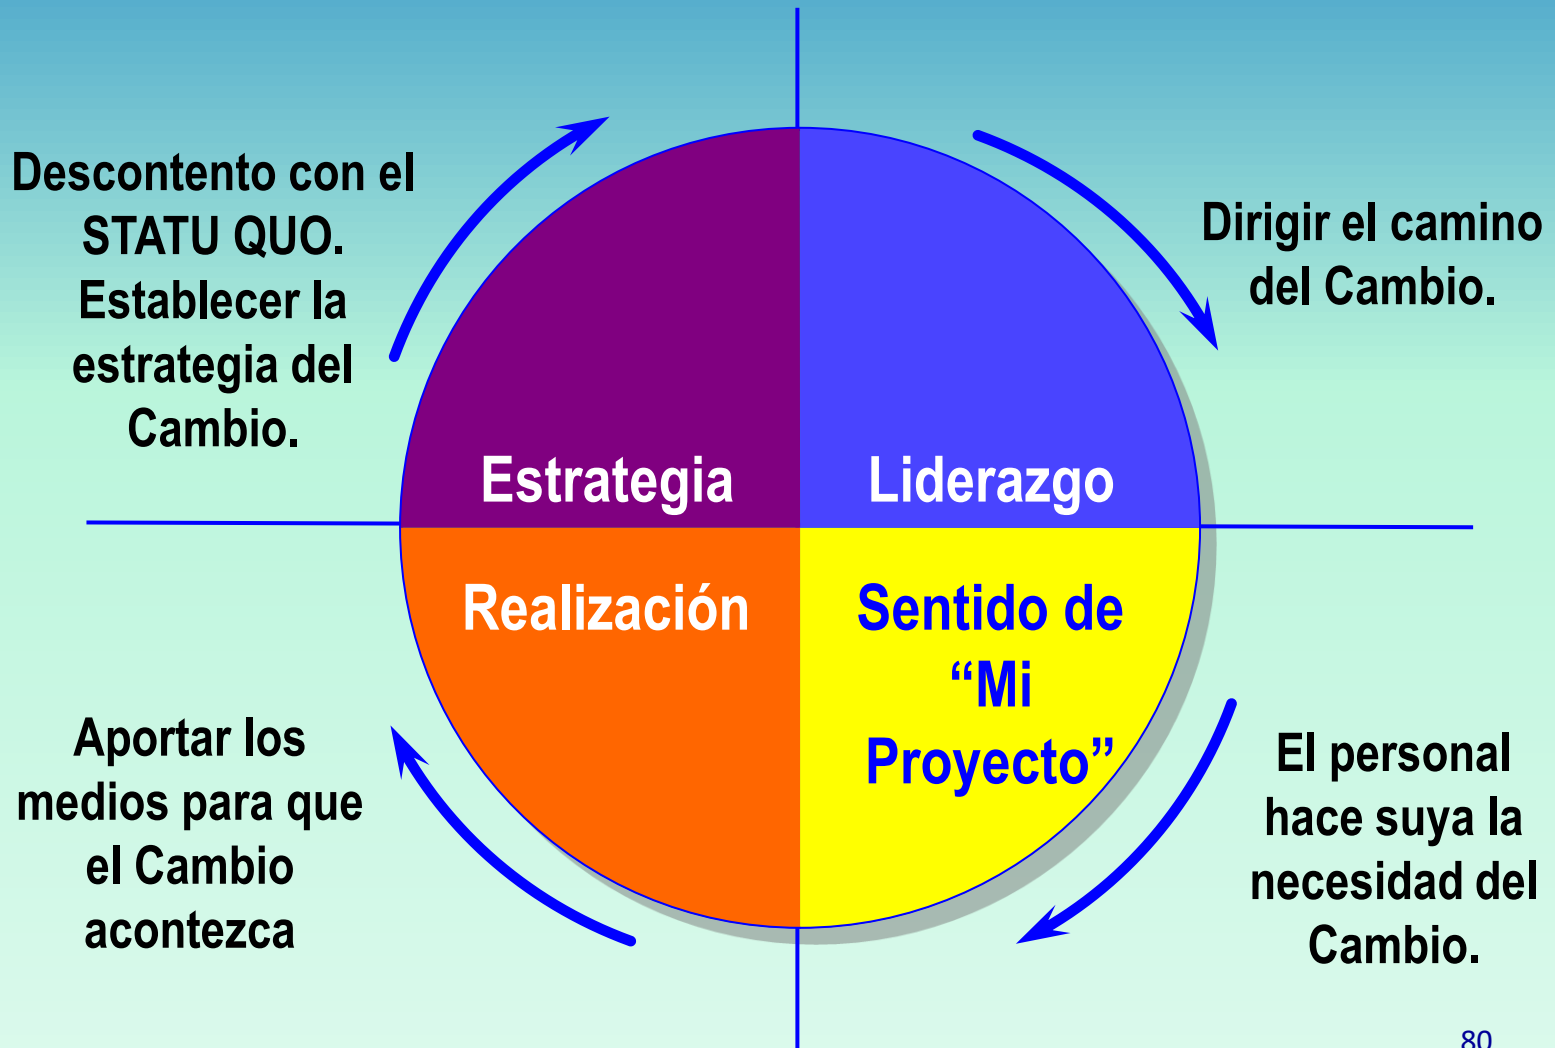 Descontento con el
STATU QUO.
Establecer la
estrategia del
Cambio.
Dirigir el camino
del Cambio.
Estrategia
Liderazgo
Realización
Sentido de
“Mi
Proyecto”
Aportar los
medios para que
el Cambio
acontezca
El personal
hace suya la
necesidad del
Cambio.
80